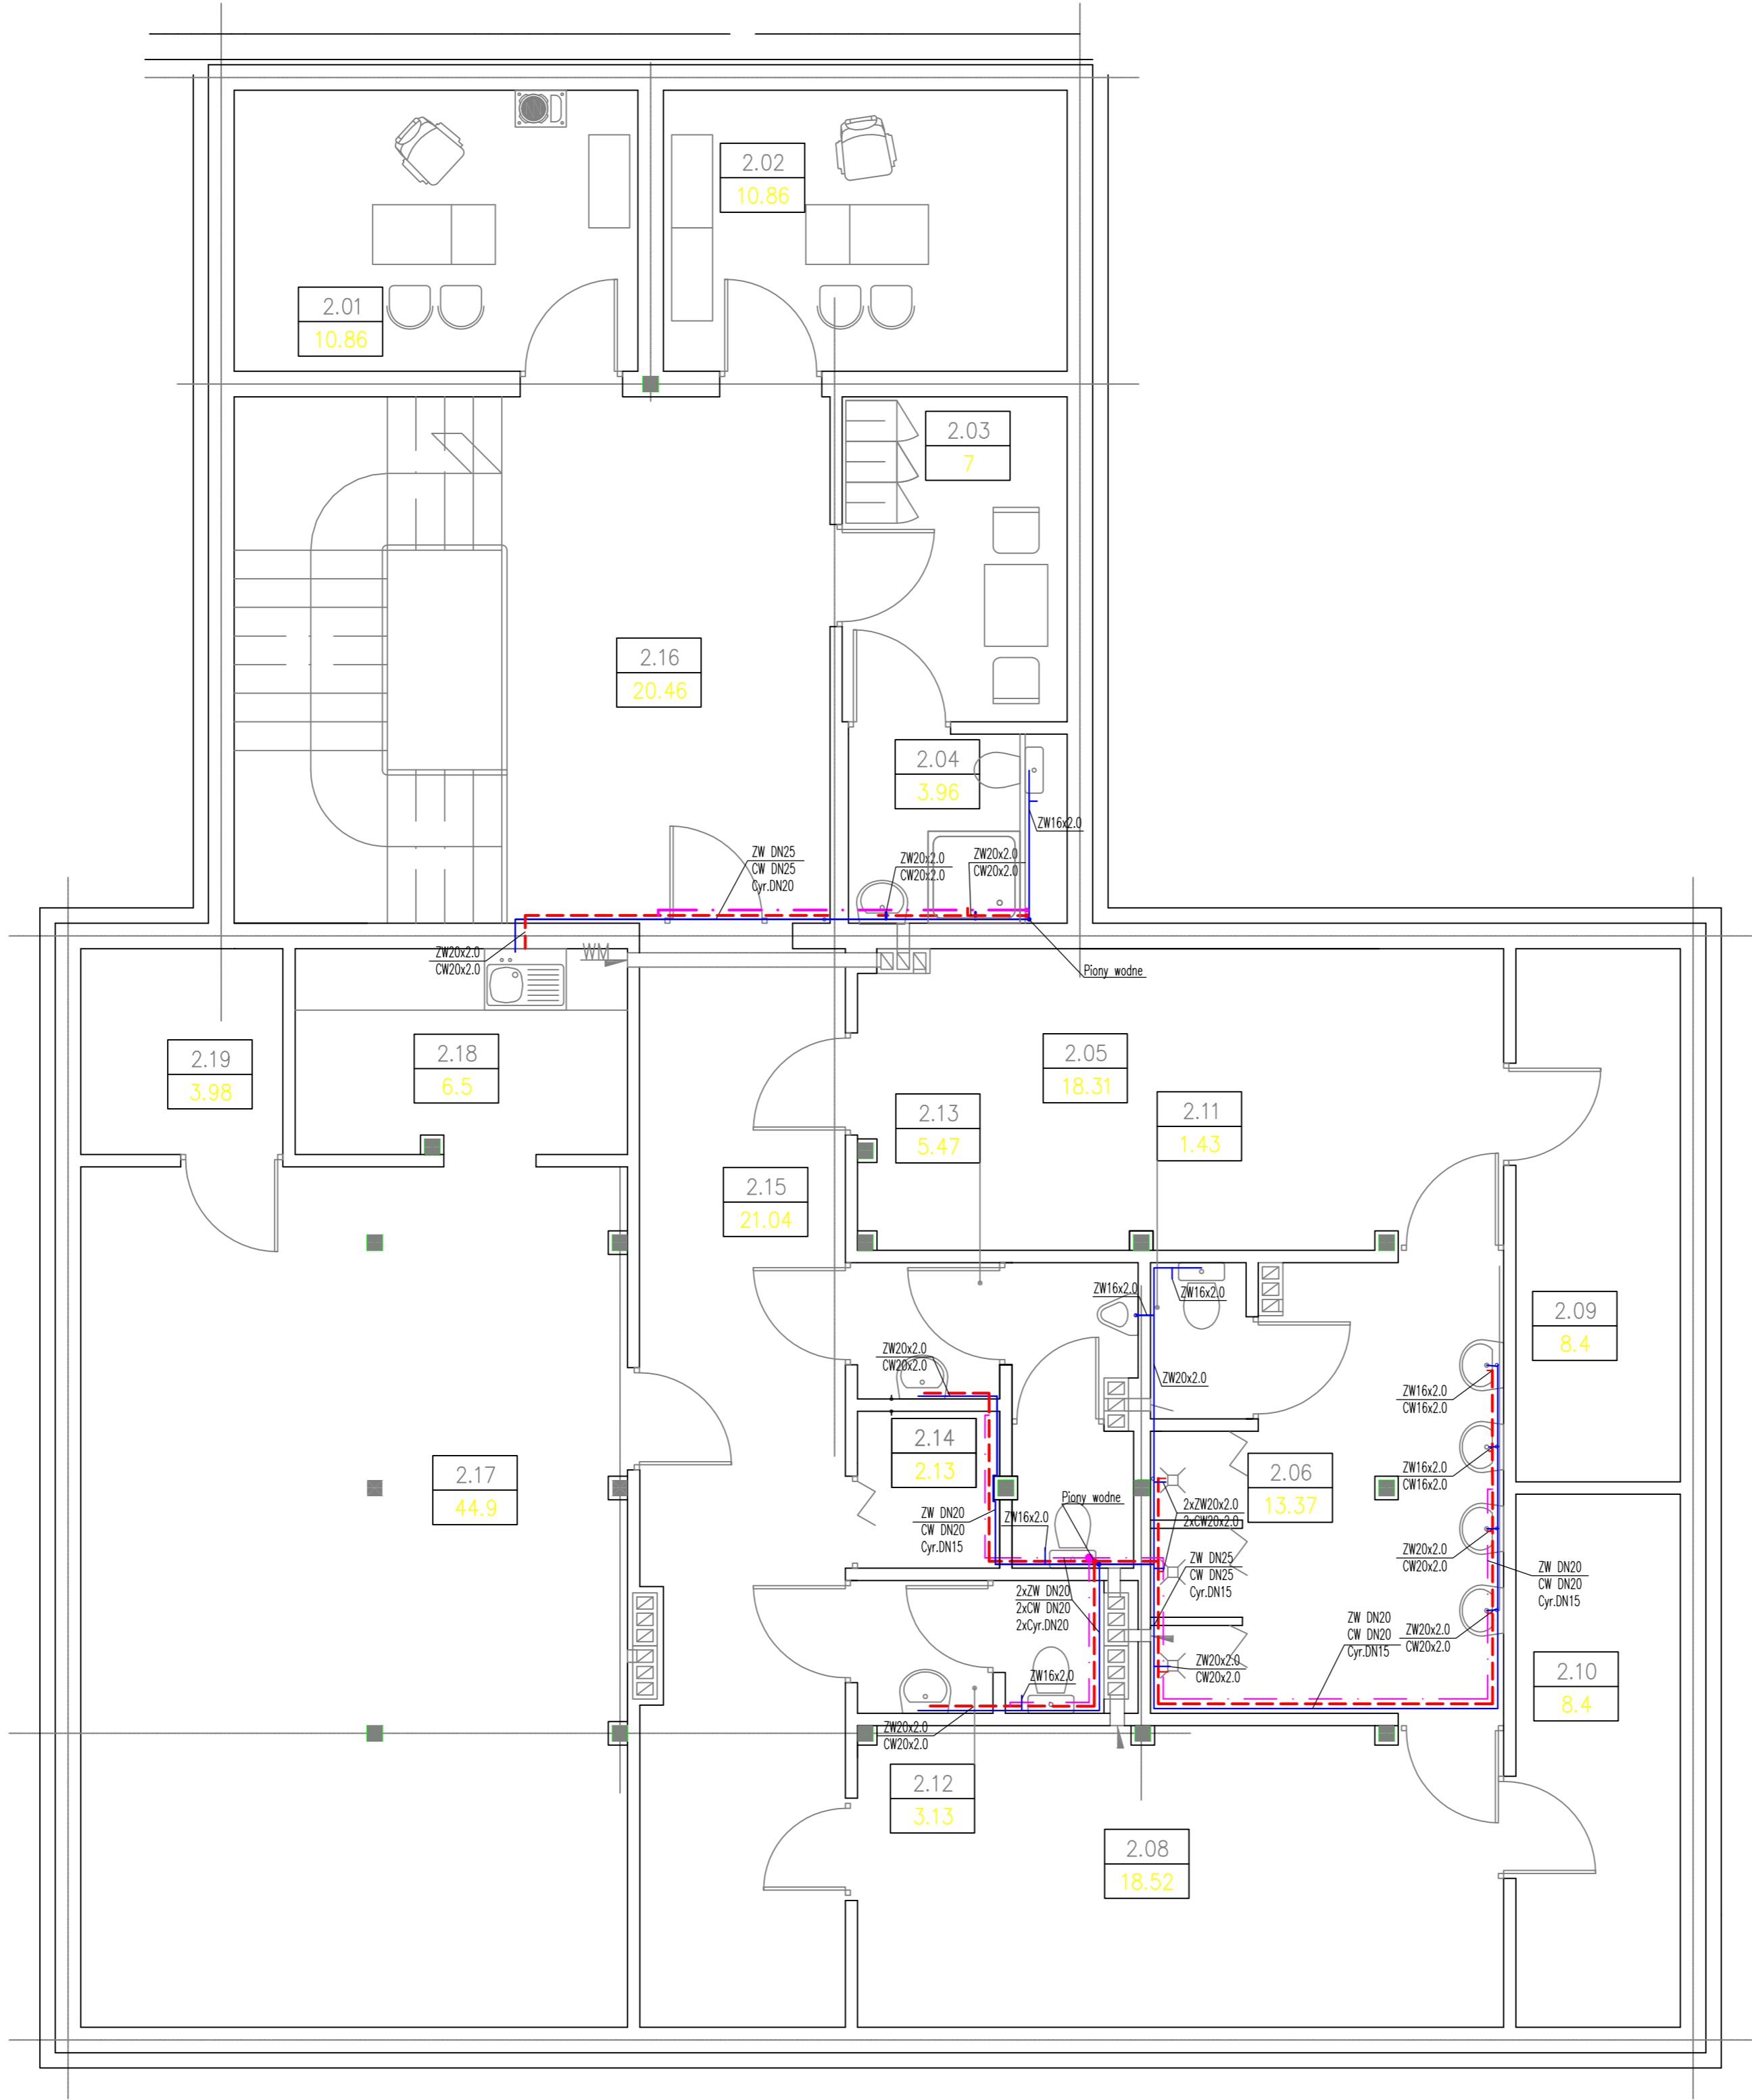 2.02
10.86
2.01
10.86
2.03
7
2.16
20.46
2.04
3.96
ZW16x2.0
ZW DN25
CW DN25
Cyr.DN20
ZW20x2.0
CW20x2.0
ZW20x2.0
CW20x2.0
ZW20x2.0
CW20x2.0
WM
Piony wodne
2.19
3.98
2.18
6.5
2.05
18.31
2.13
5.47
2.11
1.43
2.15
21.04
ZW16x2.0
ZW16x2.0
2.09
8.4
ZW20x2.0
CW20x2.0
ZW20x2.0
ZW16x2.0
CW16x2.0
2.14
2.13
2.17
44.9
2.06
13.37
ZW16x2.0
CW16x2.0
Piony wodne
2xZW20x2.0
2xCW20x2.0
ZW DN20
CW DN20
Cyr.DN15
ZW16x2.0
ZW20x2.0
CW20x2.0
ZW DN25
CW DN25
Cyr.DN15
ZW DN20
CW DN20
Cyr.DN15
2xZW DN20
2xCW DN20
2xCyr.DN20
ZW DN20
CW DN20
Cyr.DN15
ZW20x2.0
CW20x2.0
ZW16x2.0
ZW20x2.0
CW20x2.0
2.10
8.4
ZW20x2.0
CW20x2.0
2.12
3.13
2.08
18.52